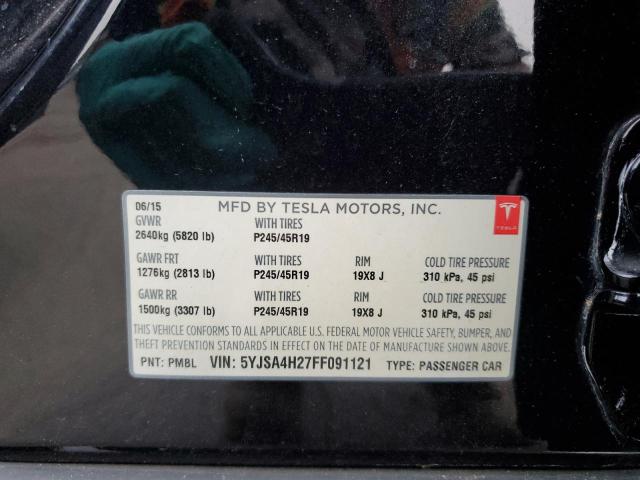 06/15 MFD BY TESLA MOTORS, INC.
GVWR WITH TIRES
2640kg (5820 lb) P245/45R19
TESLA
GAWR FRT WITH TIRES RIM COLD TIRE PRESSURE
1276kg (2813 lb) P245/45R19 19X8 J 310 kPa, 45 psi
GAWR RR WITH TIRES RIM COLD TIRE PRESSURE
1500kg (3307 lb) P245/45R19 19X8 J 310 kPa, 45 psi
THIS VEHICLE CONFORMS TO ALL APPLICABLE U.S. FEDERAL MOTOR VEHICLE SAFETY, BUMPER, AND
THEFT PREVENTION STANDARDS IN EFFECT ON THE DATE OF MANUFACTURE SHOWN ABOVE.
PNT: PMBL VIN: 5YJSA4H27FF091121 TYPE: PASSENGER CAR